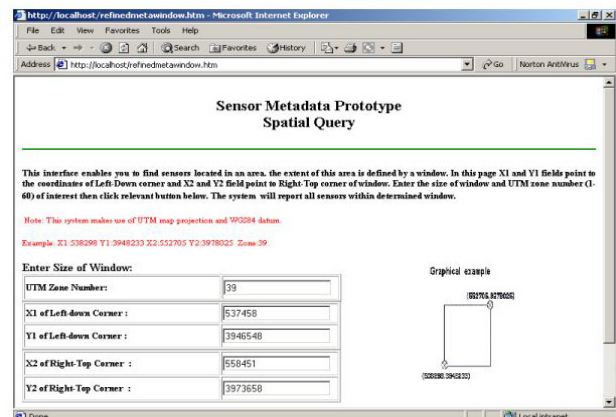 http://localhost/refinedmetawindow.htm - Microsoft Internet Explorer
File Edit View Favorites Tools Help
Back Search Favorites History
Address http://localhost/refinedmetawindow.htm Go Norton AntiVirus
Sensor Metadata Prototype
Spatial Query
This interface enables you to find sensors located in an area, the extent of this area is defined by a window. In this page X1 and Y1 fields point to
the coordinates of Left-Down corner and X2 and Y2 field point to Right-Top corner of window. Enter the size of window and UTM zone number (1-
60) of interest then click relevant button below. The system will report all sensors within determined window.
Note: This system makes use of UTM map projection and WGS84 datum.
Example: X1:538298 Y1:3948233 X2:552705 Y2:3978025 Zone:39
Enter Size of Window:
UTM Zone Number: 39
X1 of Left-down Corner : 537458
Y1 of Left-down Corner : 3946548
X2 of Right-Top Corner : 558451
Y2 of Right-Top Corner : 3973658
Graphical example
(552705,3978025)
(538298,3948233)
Done Local intranet